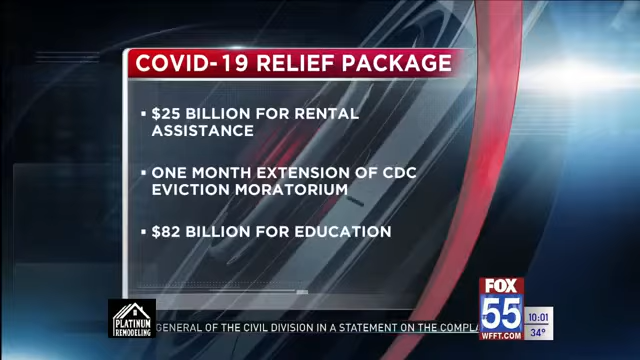 COVID-19 RELIEF PACKAGE
▪ $25 BILLION FOR RENTAL
ASSISTANCE
▪ ONE MONTH EXTENSION OF CDC
EVICTION MORATORIUM
▪ $82 BILLION FOR EDUCATION
FOX
55
WFFT.COM
10:01
34°
PLATINUM
REMODELING
GENERAL OF THE CIVIL DIVISION IN A STATEMENT ON THE COMPLA